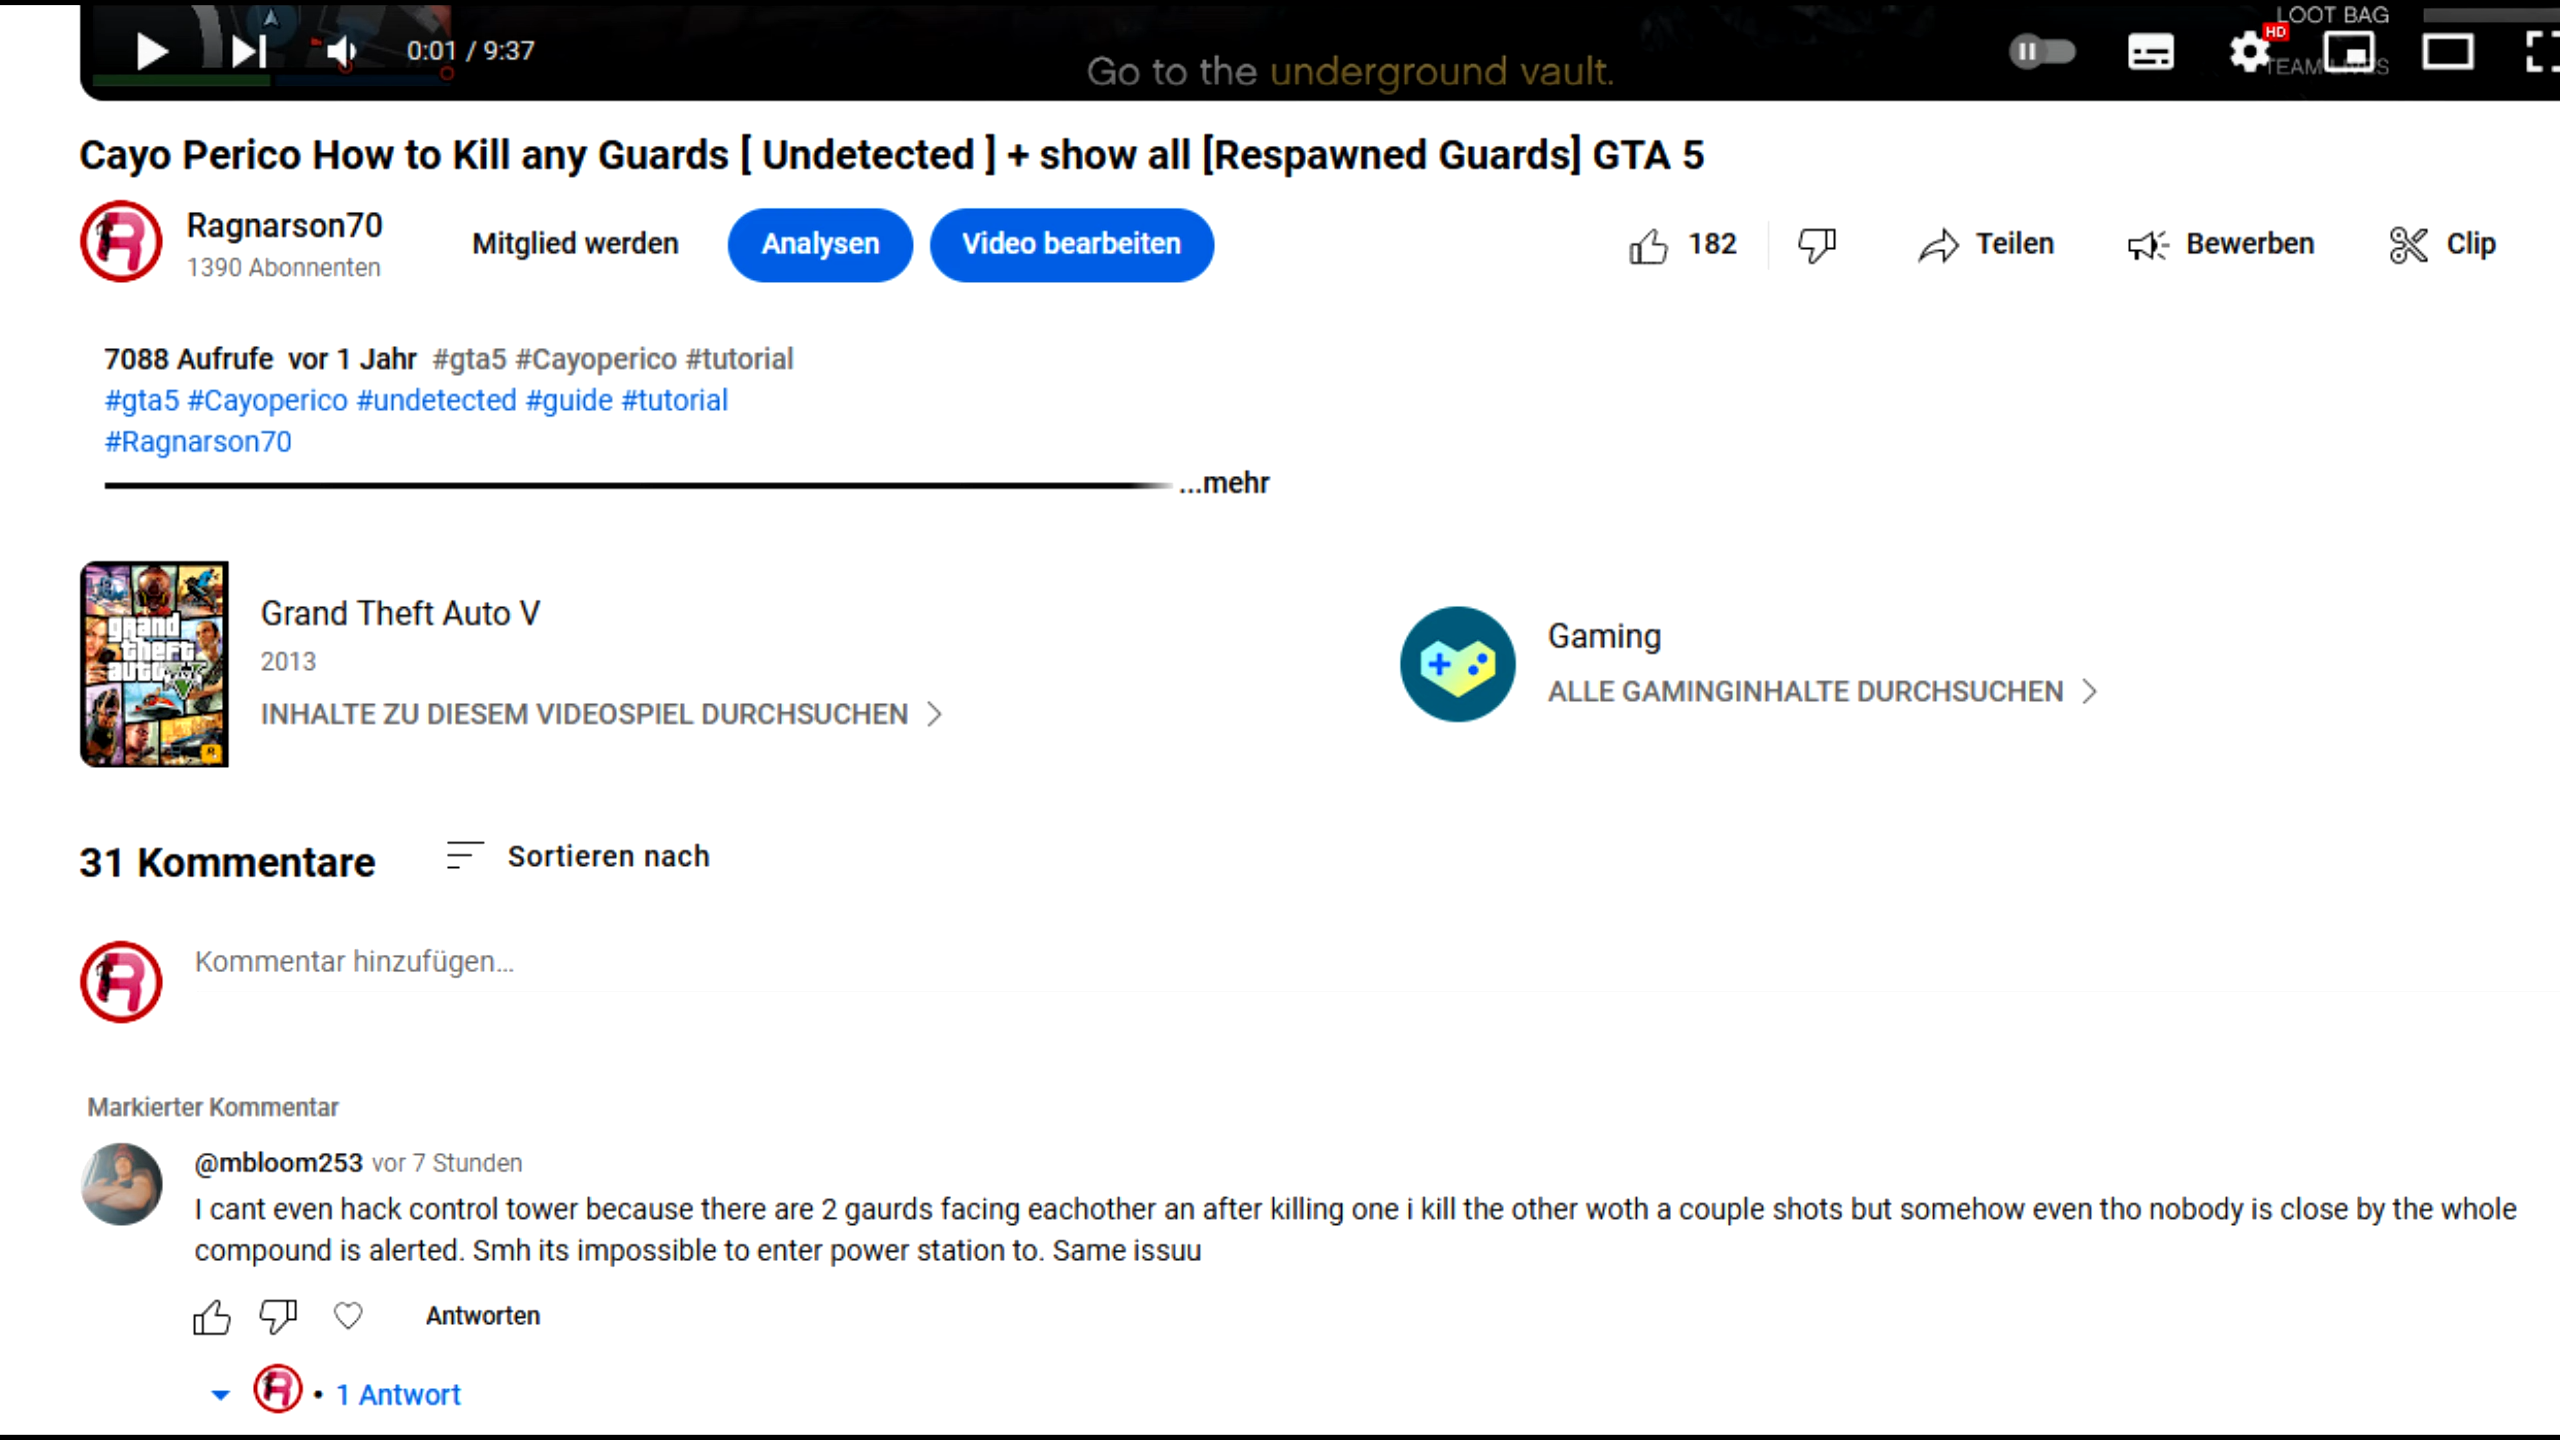 LOOT BAG
0:01 / 9:37
HD
Go to the underground vault.
TEAM LIVES
Cayo Perico How to Kill any Guards [ Undetected ] + show all [Respawned Guards] GTA 5
Ragnarson70
1390 Abonnenten
Mitglied werden
Analysen
Video bearbeiten
182
Teilen
Bewerben
Clip
7088 Aufrufe vor 1 Jahr #gta5 #Cayoperico #tutorial
#gta5 #Cayoperico #undetected #guide #tutorial
#Ragnarson70
...mehr
grand
theft
auto
Grand Theft Auto V
2013
INHALTE ZU DIESEM VIDEOSPIEL DURCHSUCHEN
Gaming
ALLE GAMINGINHALTE DURCHSUCHEN
31 Kommentare
Sortieren nach
Kommentar hinzufügen...
Markierter Kommentar
@mbloom253 vor 7 Stunden
I cant even hack control tower because there are 2 gaurds facing eachother an after killing one i kill the other woth a couple shots but somehow even tho nobody is close by the whole
compound is alerted. Smh its impossible to enter power station to. Same issuu
Antworten
• 1 Antwort